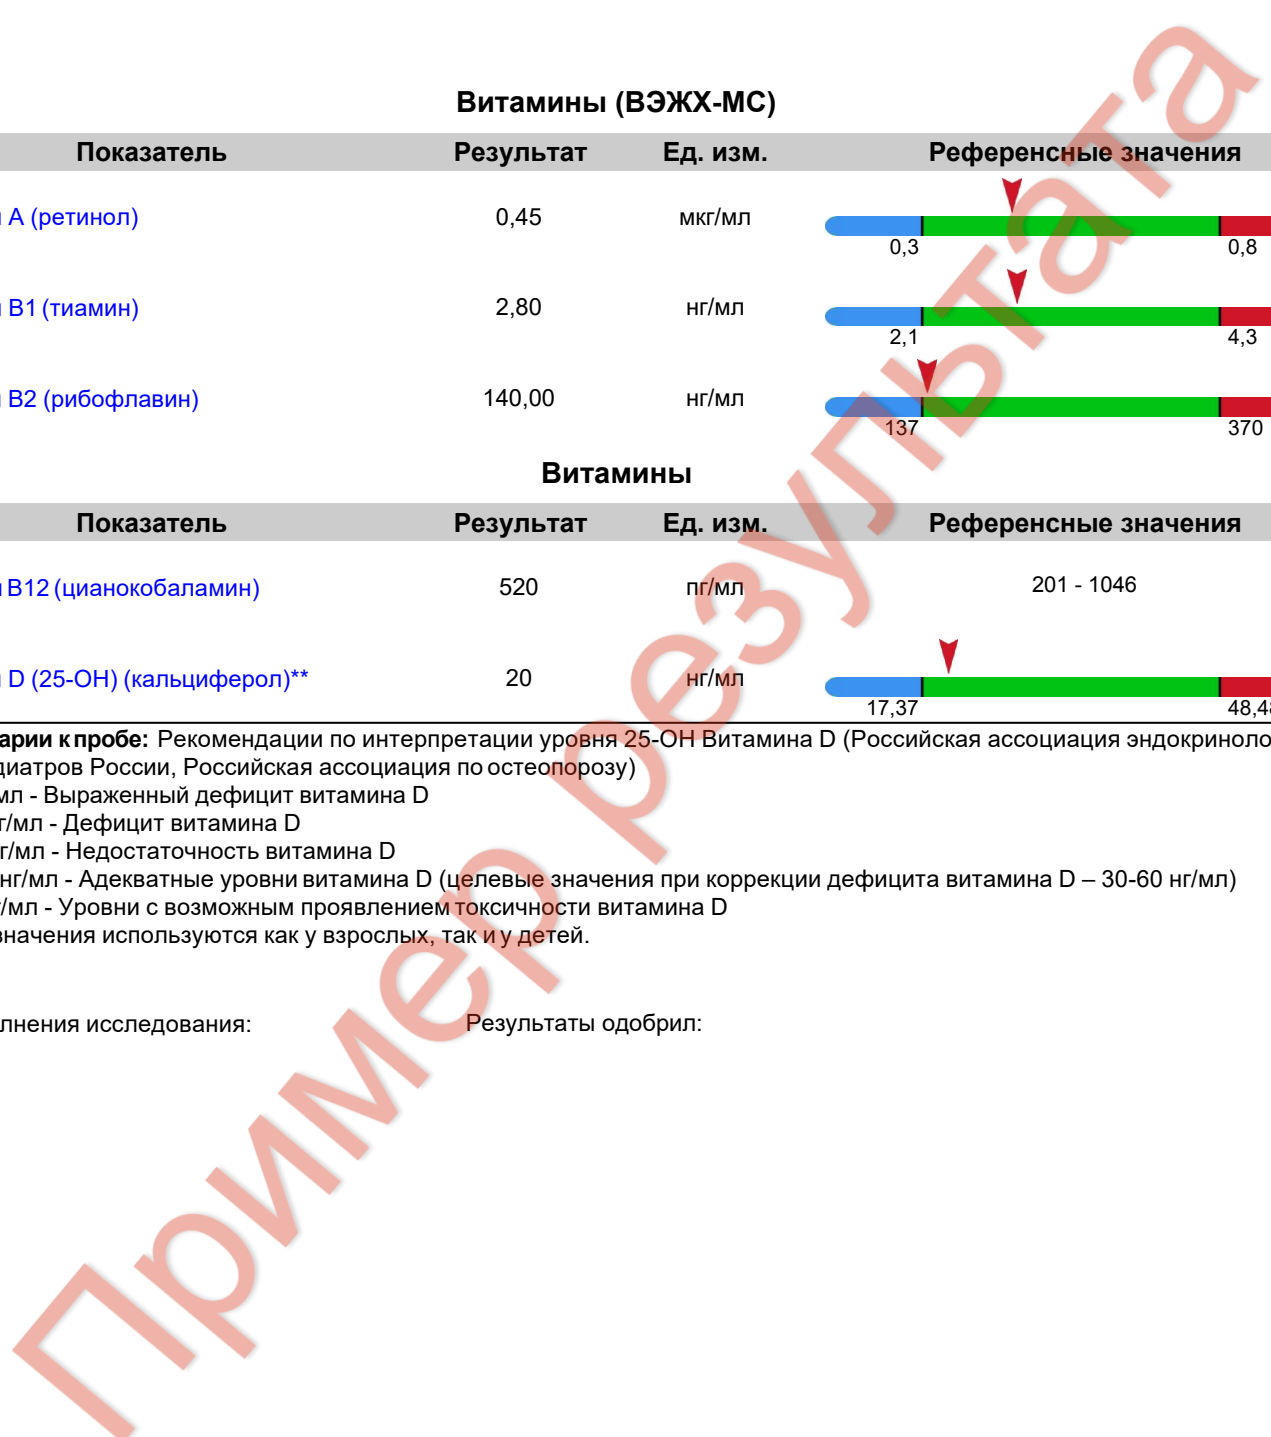 Витамины (ВЭЖХ-МС)
Показатель Результат Ед. изм. Референсные значения
А (ретинол) 0,45 мкг/мл
0,3 0,8
В1 (тиамин) 2,80 нг/мл
2,1 4,3
В2 (рибофлавин) 140,00 нг/мл
137 370
Витамины
Показатель Результат Ед. изм. Референсные значения
В12 (цианокобаламин) 520 пг/мл 201 - 1046
D (25-ОН) (кальциферол)** 20 нг/мл
17,37 48,48
арии к пробе: Рекомендации по интерпретации уровня 25-ОН Витамина D (Российская ассоциация эндокриноло
диатров России, Российская ассоциация по остеопорозу)
мл - Выраженный дефицит витамина D
г/мл - Дефицит витамина D
г/мл - Недостаточность витамина D
нг/мл - Адекватные уровни витамина D (целевые значения при коррекции дефицита витамина D – 30-60 нг/мл)
г/мл - Уровни с возможным проявлением токсичности витамина D
значения используются как у взрослых, так и у детей.
лнения исследования: Результаты одобрил:
Пример результата